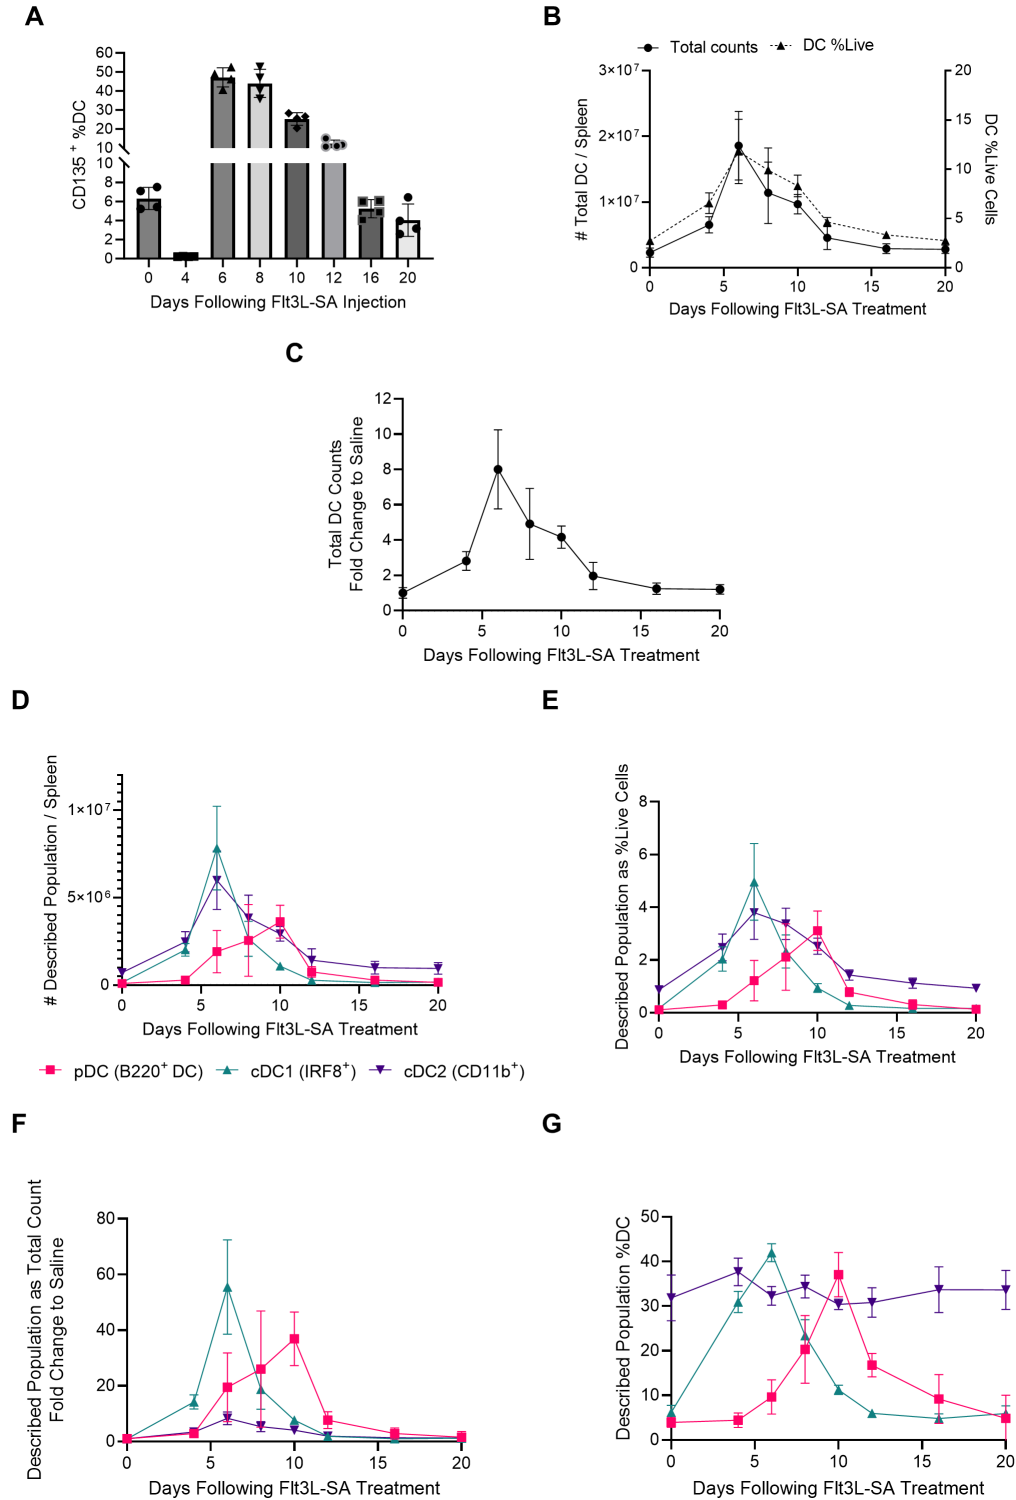 A
CD135⁺ %DC
60
50
40
30
20
10
10
8
6
4
2
0
0 4 6 8 10 12 16 20
Days Following Flt3L-SA Injection
B
Total counts DC %Live
# Total DC / Spleen
3×10⁷
2×10⁷
1×10⁷
0
20
15
10
5
0
DC %Live Cells
0 5 10 15 20
Days Following Flt3L-SA Treatment
C
Total DC Counts
Fold Change to Saline
12
10
8
6
4
2
0
0 5 10 15 20
Days Following Flt3L-SA Treatment
D
# Described Population / Spleen
1×10⁷
5×10⁶
0
0 5 10 15 20
Days Following Flt3L-SA Treatment
pDC (B220⁺ DC) cDC1 (IRF8⁺) cDC2 (CD11b⁺)
E
Described Population as %Live Cells
8
6
4
2
0
0 5 10 15 20
Days Following Flt3L-SA Treatment
F
Described Population as Total Count
Fold Change to Saline
80
60
40
20
0
0 5 10 15 20
Days Following Flt3L-SA Treatment
G
Described Population %DC
50
40
30
20
10
0
0 5 10 15 20
Days Following Flt3L-SA Treatment